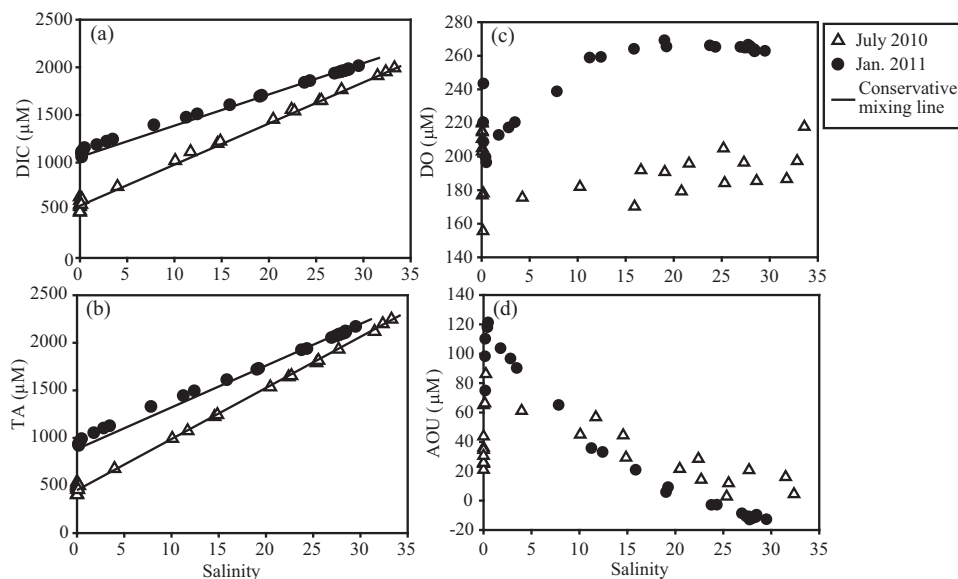 (a)
DIC (µM)
2500
2000
1500
1000
500
0
0 5 10 15 20 25 30 35
(b)
TA (µM)
2500
2000
1500
1000
500
0
0 5 10 15 20 25 30 35
Salinity
(c)
DO (µM)
280
260
240
220
200
180
160
140
0 5 10 15 20 25 30 35
(d)
AOU (µM)
140
120
100
80
60
40
20
0
-20
0 5 10 15 20 25 30 35
Salinity
July 2010
Jan. 2011
Conservative
mixing line